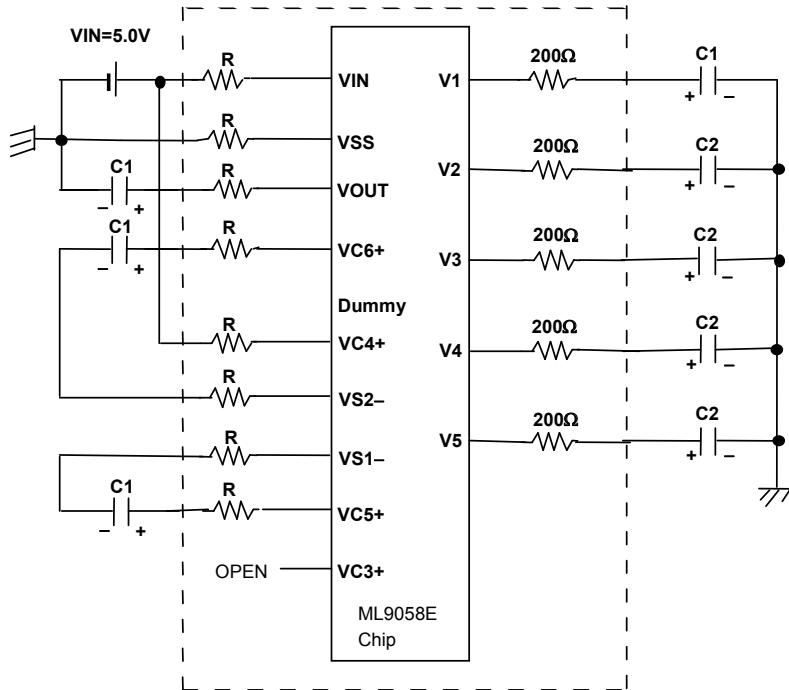 VIN=5.0V
R
VIN
R
VSS
C1
– +
R
VOUT
C1
– +
R
VC6+
Dummy
R
VC4+
R
VS2–
R
VS1–
C1
– +
R
VC5+
OPEN
VC3+
ML9058E
Chip
V1
200Ω
C1
+ –
V2
200Ω
C2
+ –
V3
200Ω
C2
+ –
V4
200Ω
C2
+ –
V5
200Ω
C2
+ –